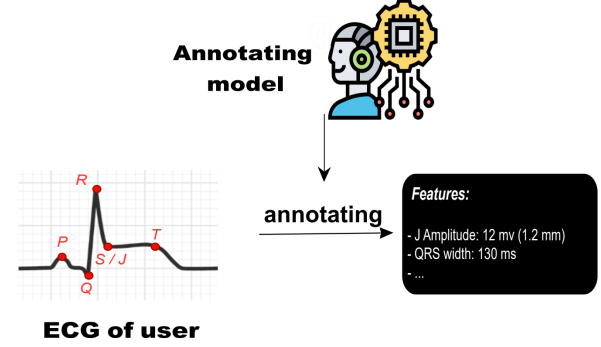 Annotating
model
R
P
T
S / J
Q
ECG of user
annotating
Features:
- J Amplitude: 12 mv (1.2 mm)
- QRS width: 130 ms
- ...